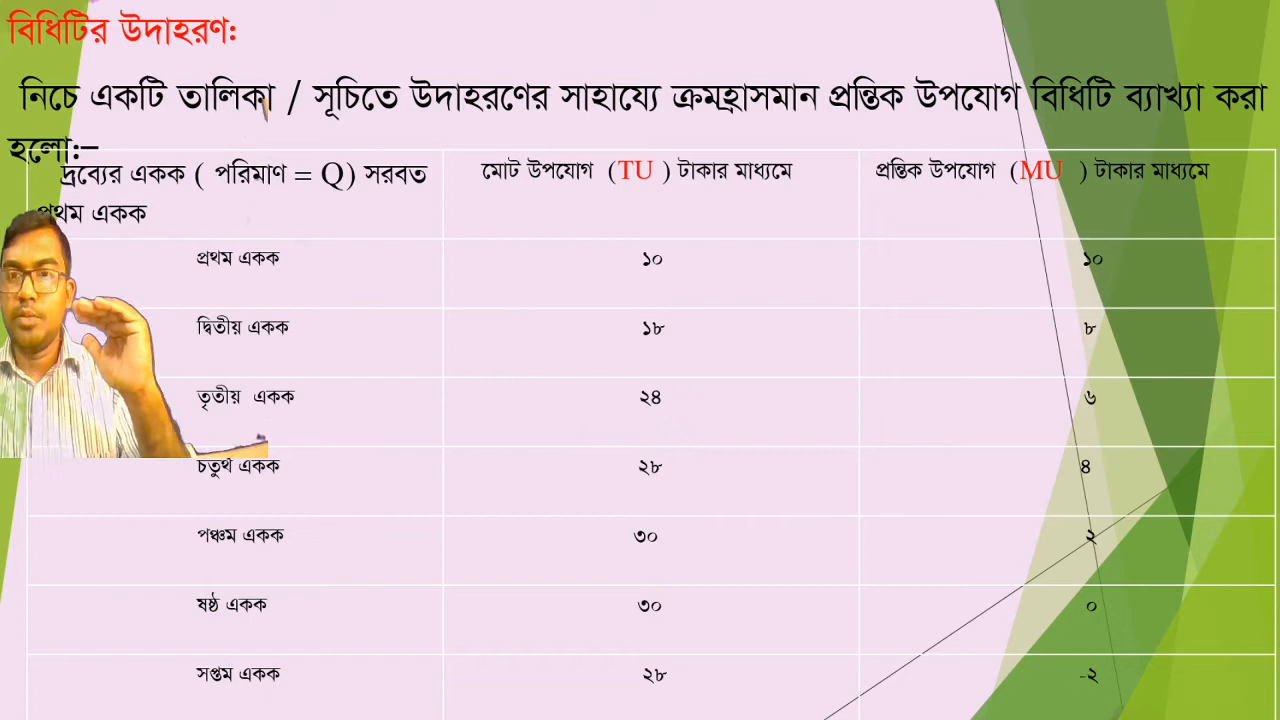 বিধিটির উদাহরণ:
নিচে একটি তালিকা / সূচিতে উদাহরণের সাহায্যে ক্রমহ্রাসমান প্রন্তিক উপযোগ বিধিটি ব্যাখ্যা করা
হলো:-
দ্রব্যের একক ( পরিমাণ = Q) সরবত মোট উপযোগ (TU ) টাকার মাধ্যমে প্রন্তিক উপযোগ (MU ) টাকার মাধ্যমে
প্রথম একক
প্রথম একক ১০ ১০
দ্বিতীয় একক ১৮ ৮
তৃতীয় একক ২৪ ৬
চতুর্থ একক ২৮ ৪
পঞ্চম একক ৩০ ২
ষষ্ঠ একক ৩০ ০
সপ্তম একক ২৮ -২